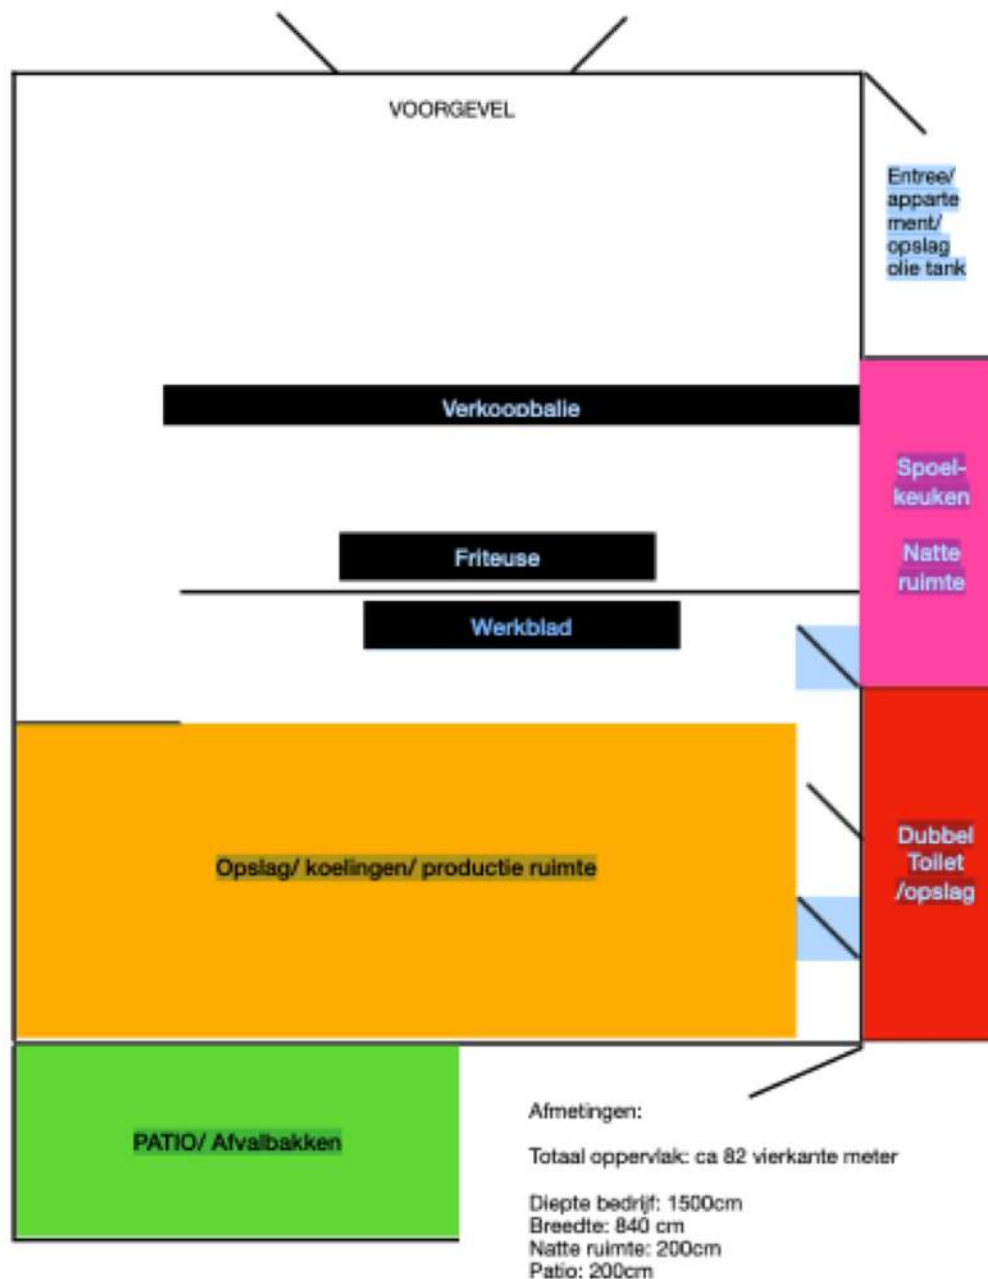 VOORGEVEL
Entree/
apparte
ment/
opslag
olie tank
Verkoopbalie
Spoel-
keuken
Natte
ruimte
Friteuse
Werkblad
Opslag/ koelingen/ productie ruimte
Dubbel
Toilet
/opslag
PATIO/ Afvalbakken
Afmetingen:
Totaal oppervlak: ca 82 vierkante meter
Diepte bedrijf: 1500cm
Breedte: 840 cm
Natte ruimte: 200cm
Patio: 200cm